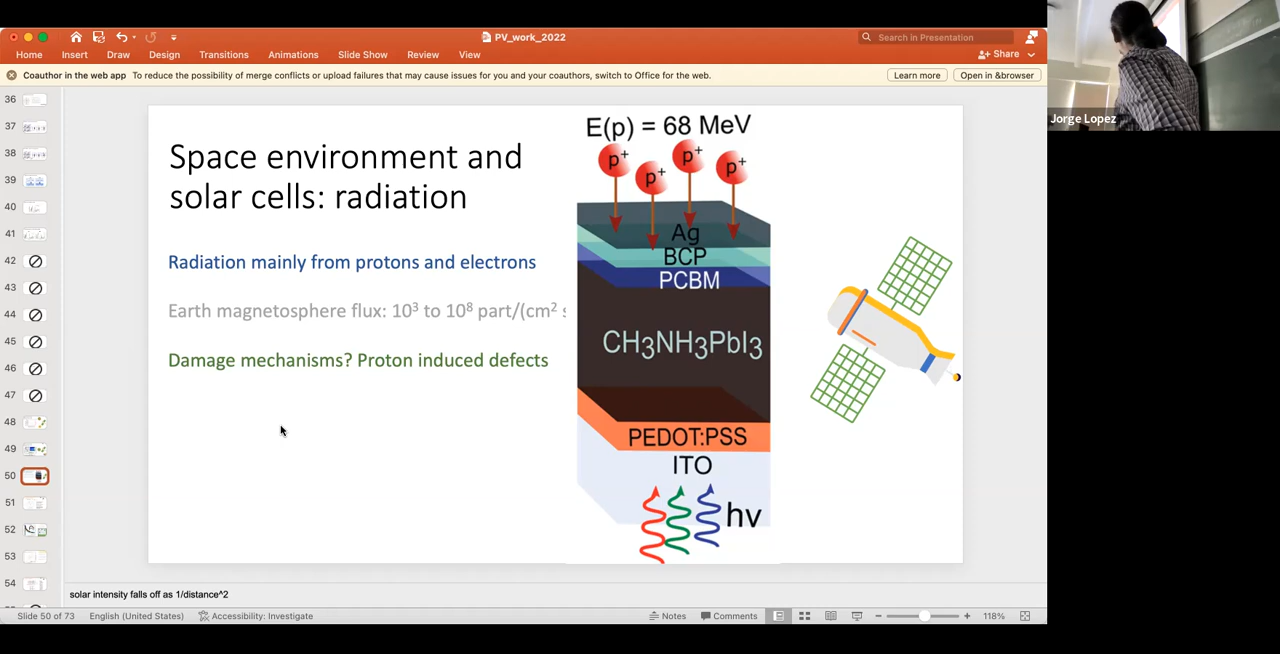 PV_work_2022
Search in Presentation
Home Insert Draw Design Transitions Animations Slide Show Review View
Share
Coauthor in the web app To reduce the possibility of merge conflicts or upload failures that may cause issues for you and your coauthors, switch to Office for the web.
Learn more
Open in &browser
36
37
38
39
40
41
42
43
44
45
46
47
48
49
50
51
52
53
54
Space environment and
solar cells: radiation
Radiation mainly from protons and electrons
Earth magnetosphere flux: 10³ to 10⁸ part/(cm² s
Damage mechanisms? Proton induced defects
E(p) = 68 MeV
p⁺ p⁺ p⁺ p⁺
Ag
BCP
PCBM
CH₃NH₃PbI₃
PEDOT:PSS
ITO
hν
solar intensity falls off as 1/distance^2
Slide 50 of 73 English (United States) Accessibility: Investigate
Notes Comments 118%
Jorge Lopez